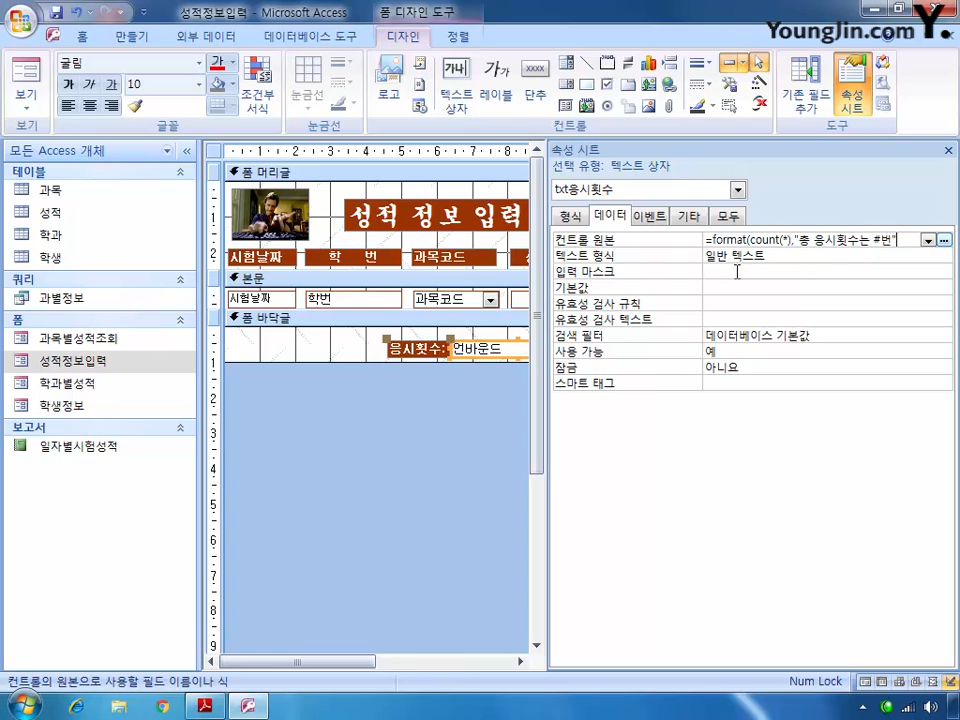 성적정보입력 - Microsoft Access
폼 디자인 도구
YoungJin.com Y.
홈
만들기
외부 데이터
데이터베이스 도구
디자인
정렬
보기
굴림
가 가 가
10
조건부
서식
눈금선
로고
가나
텍스트
상자
가가
레이블
XXXX
단추
기존 필드
추가
속성
시트
보기
글꼴
눈금선
컨트롤
도구
모든 Access 개체
테이블
과목
성적
학과
학생
쿼리
과별정보
폼
과목별성적조회
성적정보입력
학과별성적
학생정보
보고서
일자별시험성적
폼 머리글
성적 정보 입력
시험날짜
학 번
과목코드
본문
시험날짜
학번
과목코드
폼 바닥글
응시횟수:
언바운드
속성 시트
선택 유형: 텍스트 상자
txt응시횟수
형식
데이터
이벤트
기타
모두
컨트롤 원본 =format(count(*),"총 응시횟수는 #번"
텍스트 형식 일반 텍스트
입력 마스크
기본값
유효성 검사 규칙
유효성 검사 텍스트
검색 필터 데이터베이스 기본값
사용 가능 예
잠금 아니요
스마트 태그
컨트롤의 원본으로 사용할 필드 이름이나 식
Num Lock